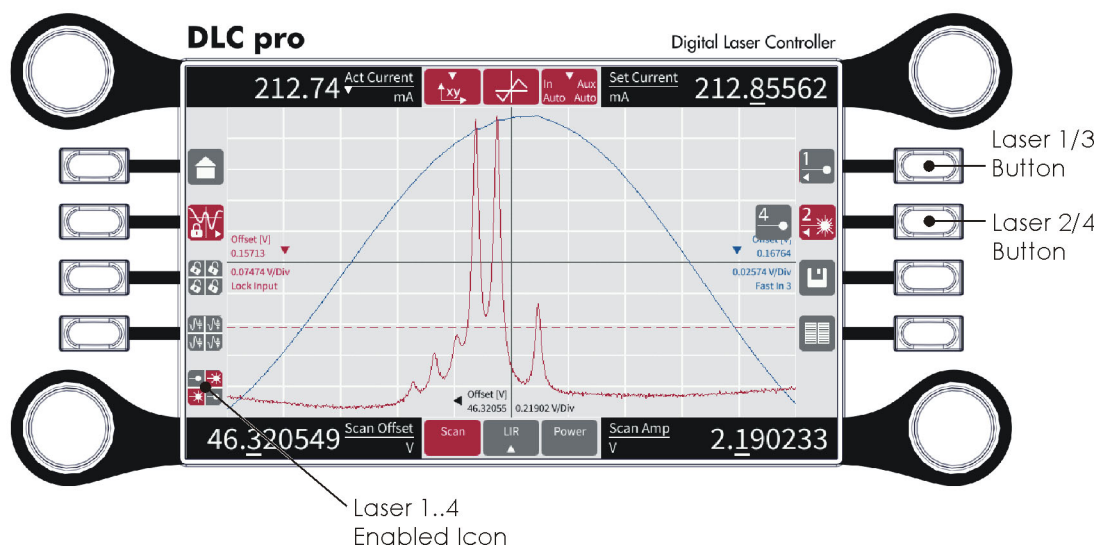 DLC pro
Digital Laser Controller
212.74 Act Current
mA
xy
In Aux
Auto Auto
Set Current
mA
212.85562
Laser 1/3
Button
1
4
2
Laser 2/4
Button
Offset [V]
0.15713
0.07474 V/Div
Lock Input
Offset [V]
0.16764
0.02574 V/Div
Fast In 3
Offset [V]
46.32055 0.21902 V/Div
46.320549 Scan Offset
V
Scan
LIR
Power
Scan Amp
V
2.190233
Laser 1..4
Enabled Icon